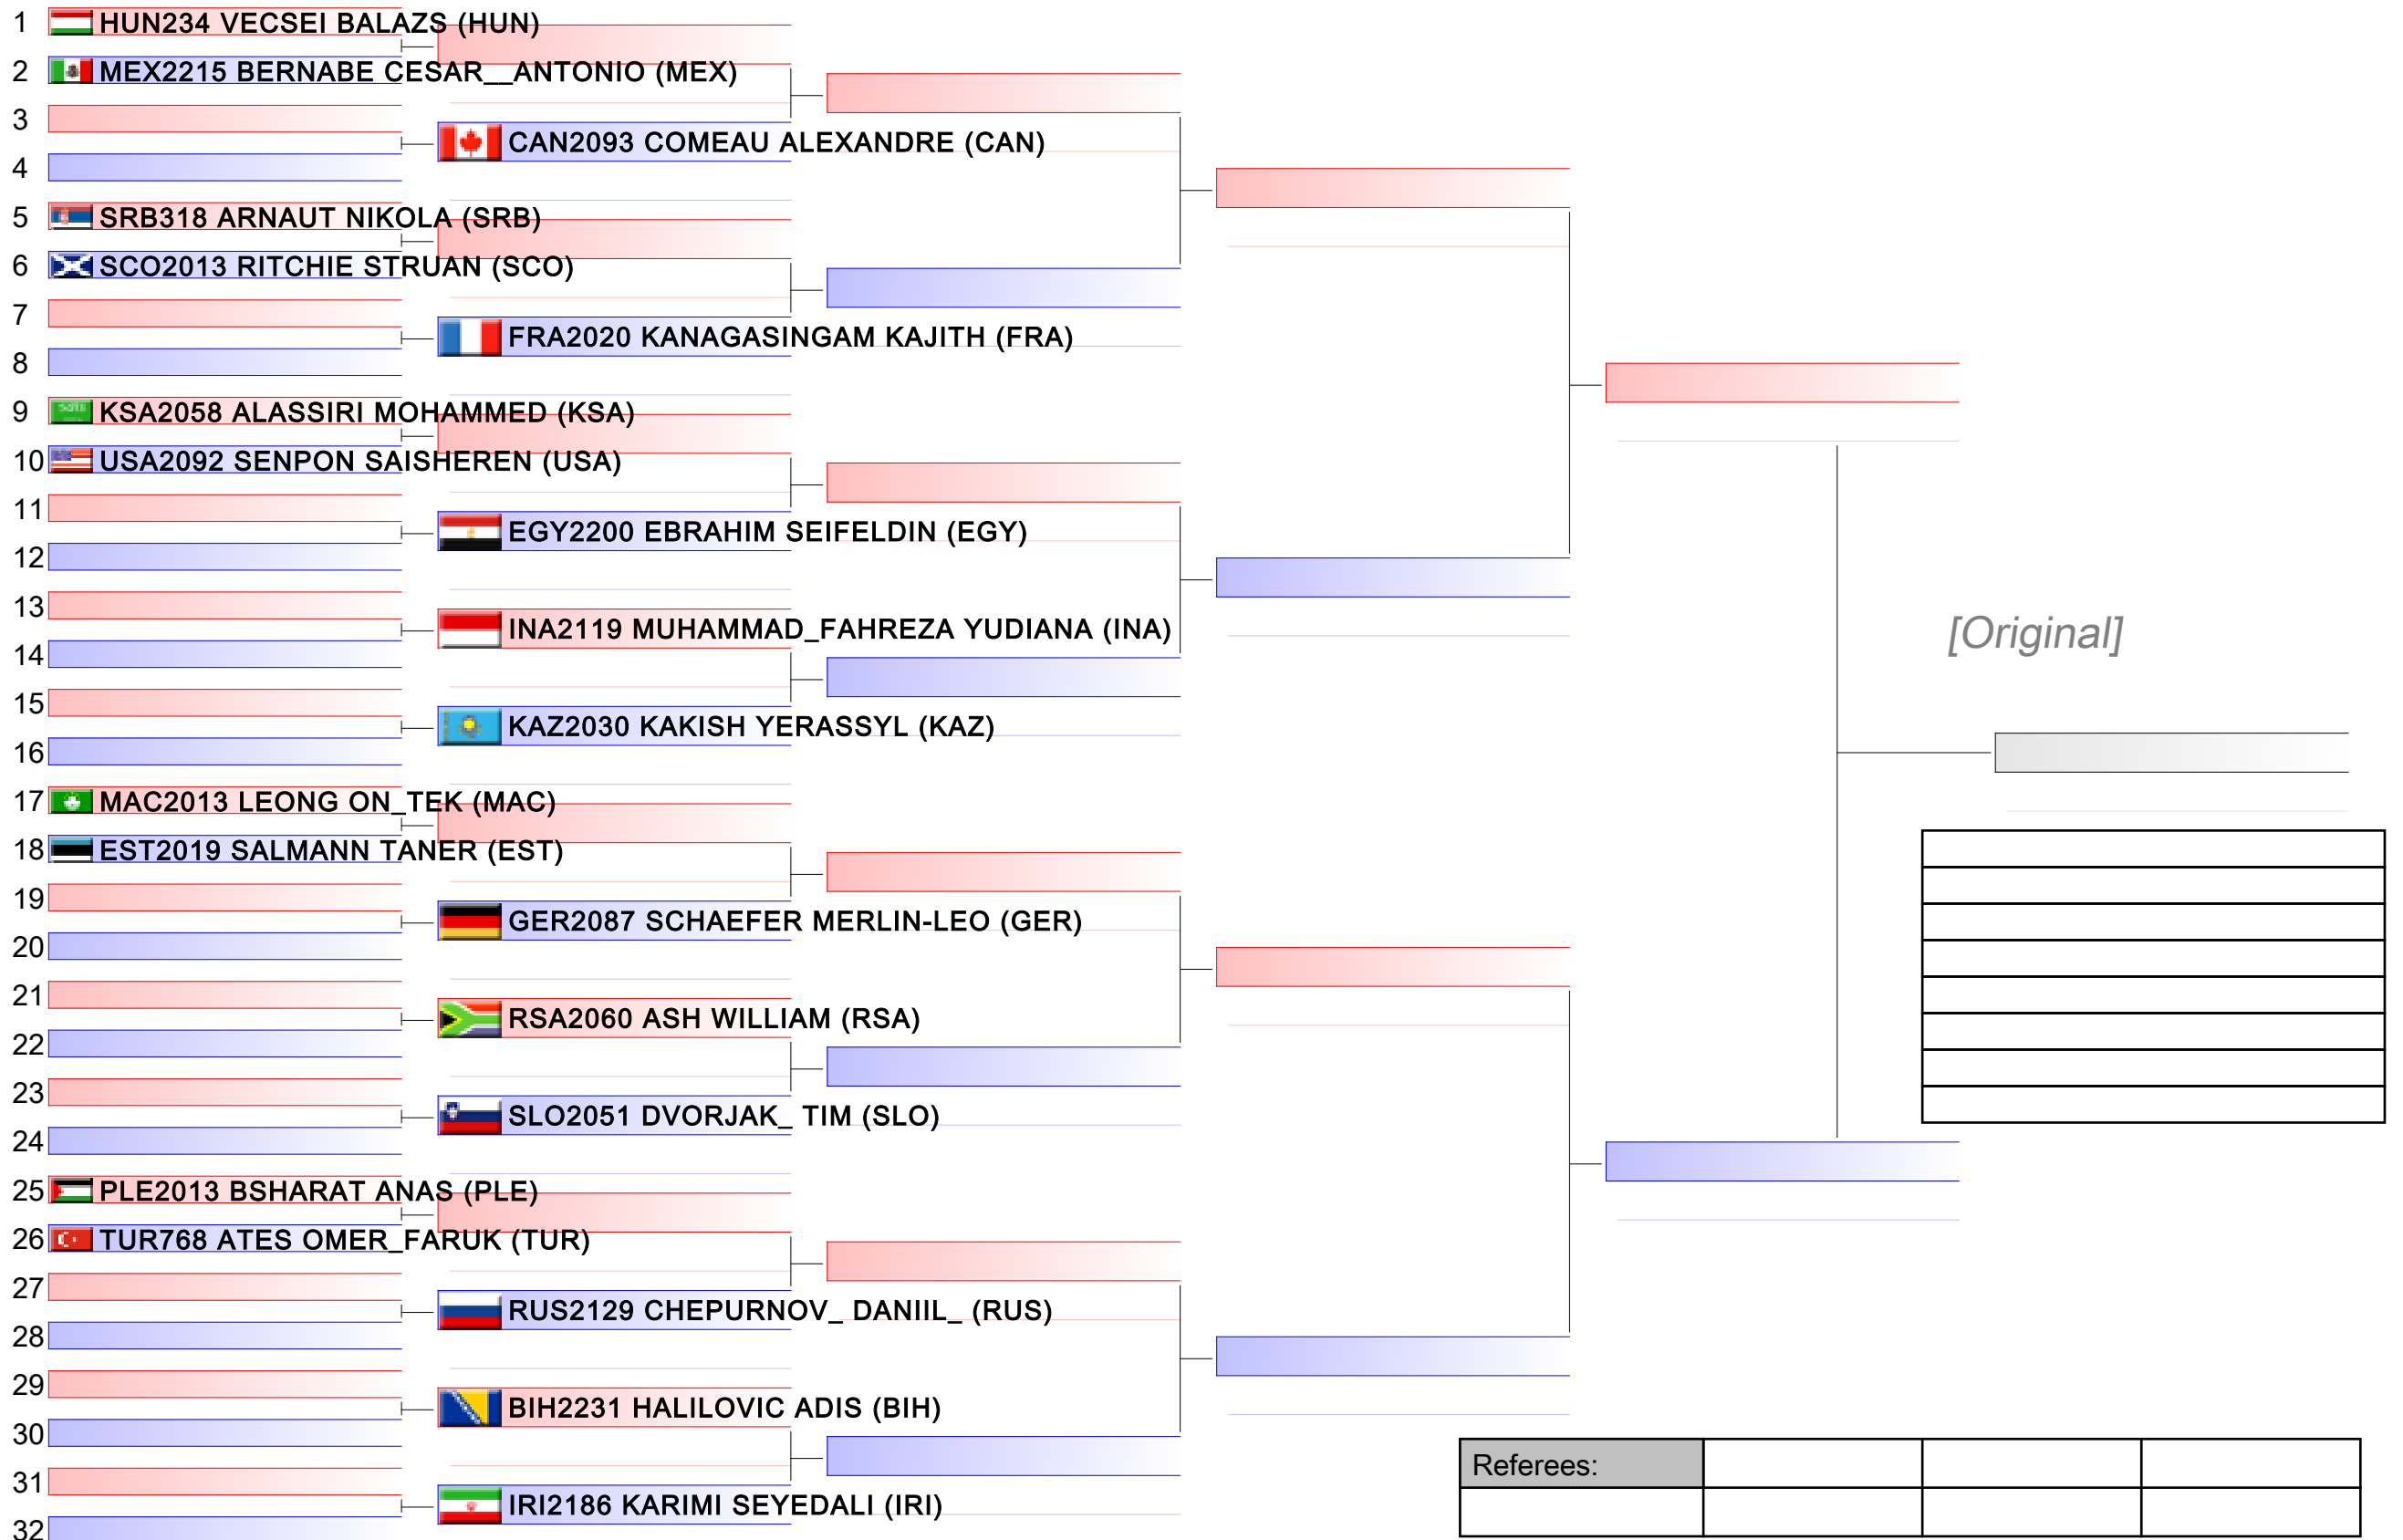 1 HUN234 VECSEI BALAZS (HUN)
2 MEX2215 BERNABE CESAR__ANTONIO (MEX)
3
CAN2093 COMEAU ALEXANDRE (CAN)
4
5 SRB318 ARNAUT NIKOLA (SRB)
6 SCO2013 RITCHIE STRUAN (SCO)
7
FRA2020 KANAGASINGAM KAJITH (FRA)
8
9 KSA2058 ALASSIRI MOHAMMED (KSA)
10 USA2092 SENPON SAISHEREN (USA)
11
EGY2200 EBRAHIM SEIFELDIN (EGY)
12
13
INA2119 MUHAMMAD_FAHREZA YUDIANA (INA)
[Original]
14
15
KAZ2030 KAKISH YERASSYL (KAZ)
16
17 MAC2013 LEONG ON_TEK (MAC)
18 EST2019 SALMANN TANER (EST)
19
GER2087 SCHAEFER MERLIN-LEO (GER)
20
21
RSA2060 ASH WILLIAM (RSA)
22
23
SLO2051 DVORJAK_ TIM (SLO)
24
25 PLE2013 BSHARAT ANAS (PLE)
26 TUR768 ATES OMER_FARUK (TUR)
27
RUS2129 CHEPURNOV_ DANIIL_ (RUS)
28
29
BIH2231 HALILOVIC ADIS (BIH)
30
Referees:
31
IRI2186 KARIMI SEYEDALI (IRI)
32